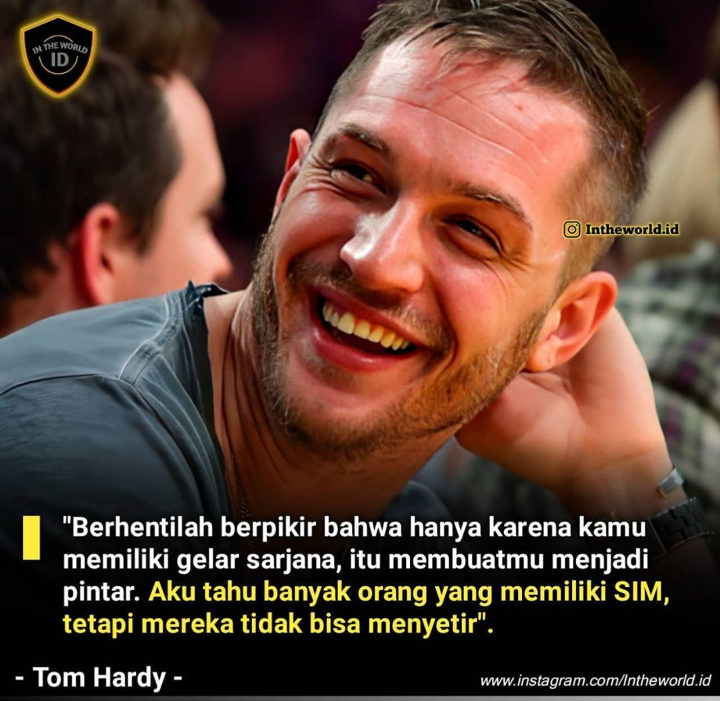 IN THE WORLD
ID
Intheworld.id
"Berhentilah berpikir bahwa hanya karena kamu
memiliki gelar sarjana, itu membuatmu menjadi
pintar. Aku tahu banyak orang yang memiliki SIM,
tetapi mereka tidak bisa menyetir".
- Tom Hardy -
www.instagram.com/Intheworld.id